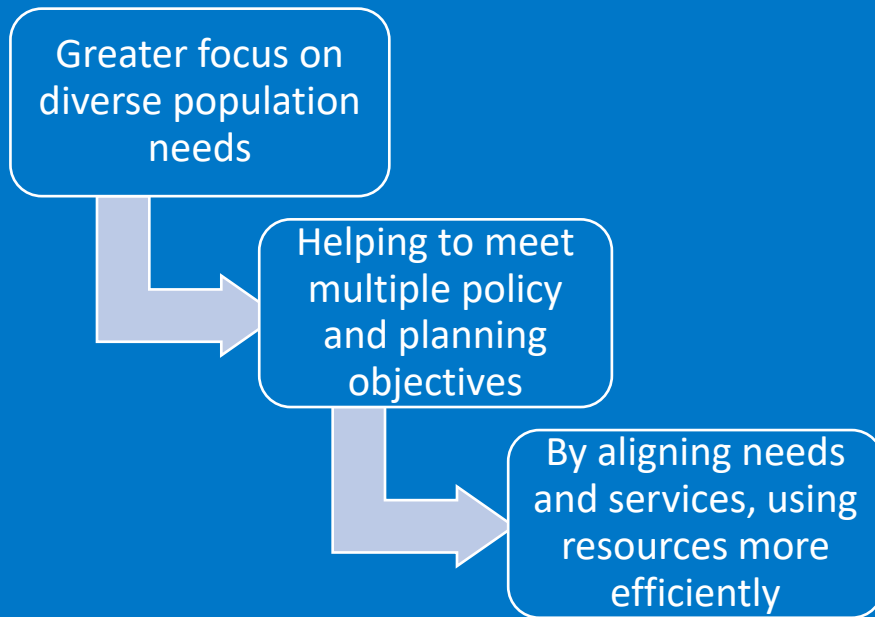 Greater focus on
diverse population
needs
Helping to meet
multiple policy
and planning
objectives
By aligning needs
and services, using
resources more
efficiently